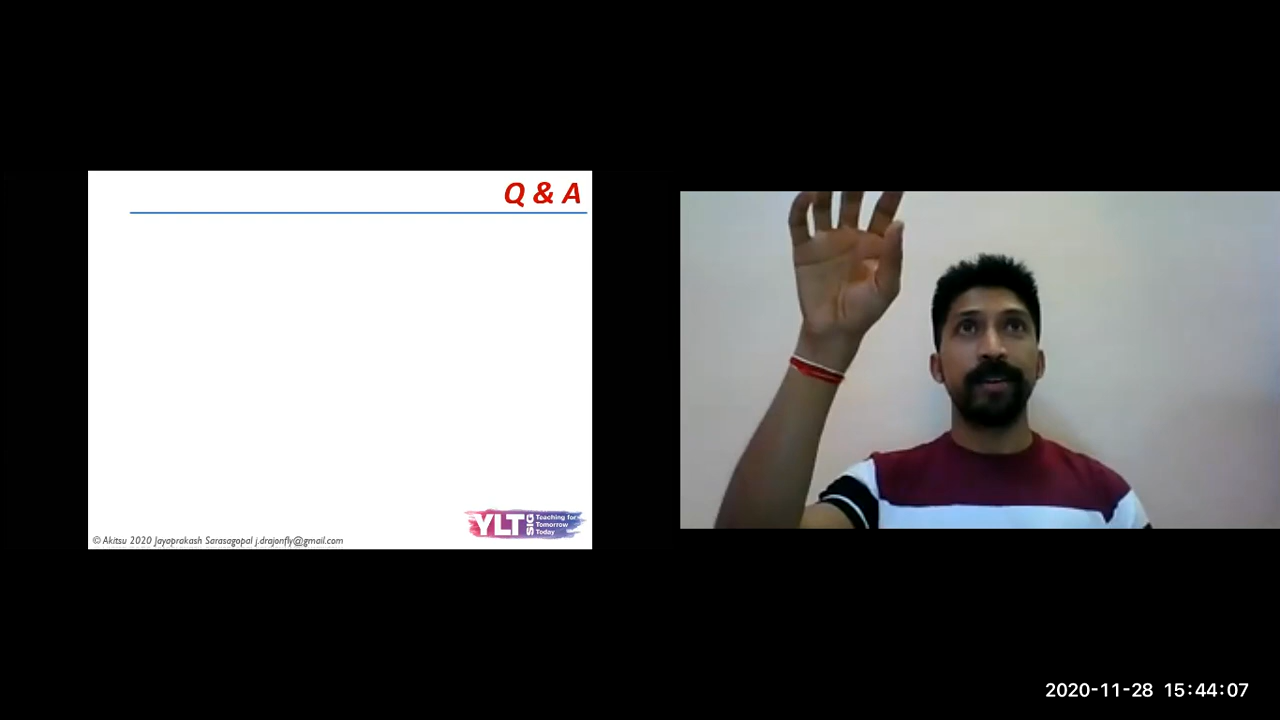 Q & A
YLT SIG Teaching for
Tomorrow
Today
© Akitsu 2020 Jayaprakash Sarasagopal j.drajonfly@gmail.com
2020-11-28 15:44:07